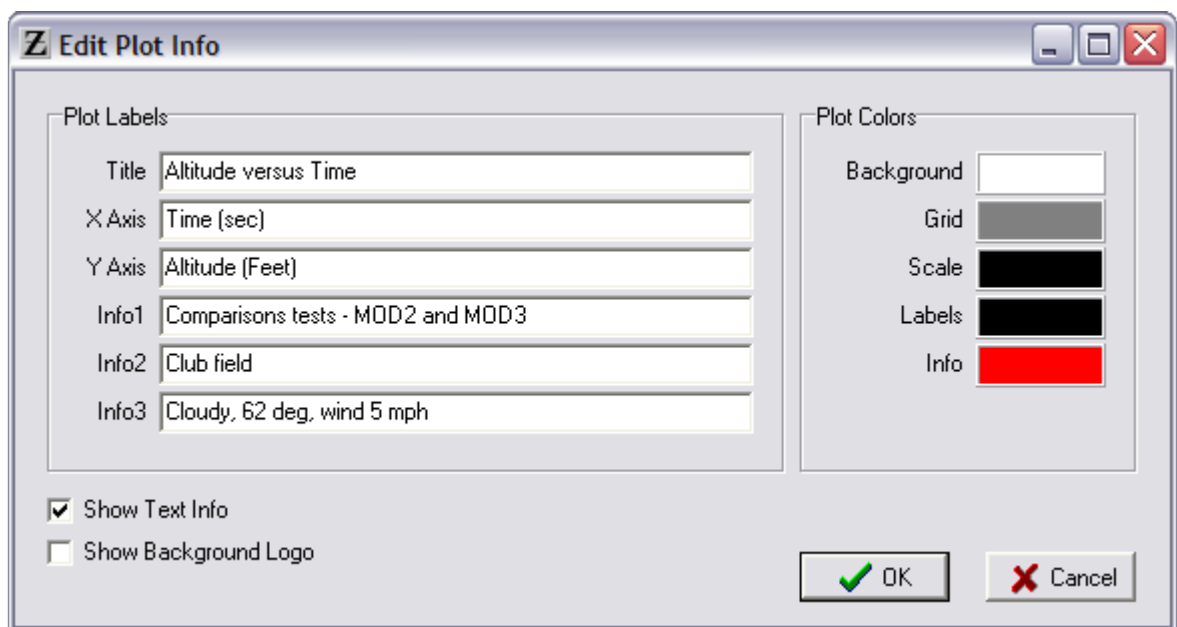 Z Edit Plot Info
Plot Labels
Title Altitude versus Time
X Axis Time (sec)
Y Axis Altitude (Feet)
Info1 Comparisons tests - MOD2 and MOD3
Info2 Club field
Info3 Cloudy, 62 deg, wind 5 mph
Plot Colors
Background
Grid
Scale
Labels
Info
Show Text Info
Show Background Logo
OK
Cancel